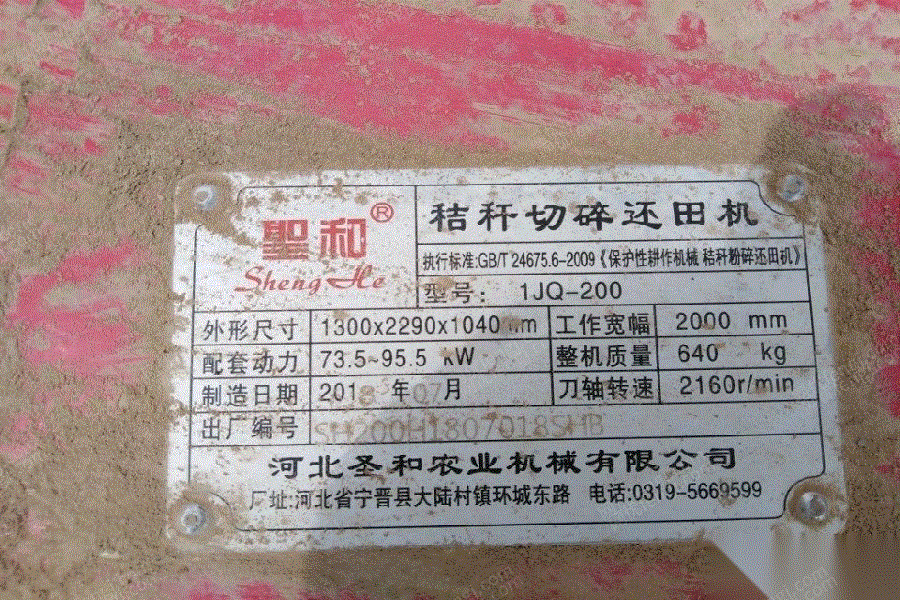 聖和®
Sheng He
秸秆切碎还田机
执行标准:GB/T 24675.6-2009《保护性耕作机械 秸秆粉碎还田机》
型号: 1JQ-200
外形尺寸 1300x2290x1040 mm 工作宽幅 2000 mm
配套动力 73.5~95.5 kW 整机质量 640 kg
制造日期 2018 年 07 月 刀轴转速 2160r/min
出厂编号 SH200H1807018SHB
河北圣和农业机械有限公司
厂址:河北省宁晋县大陆村镇环城东路 电话:0319-5669599